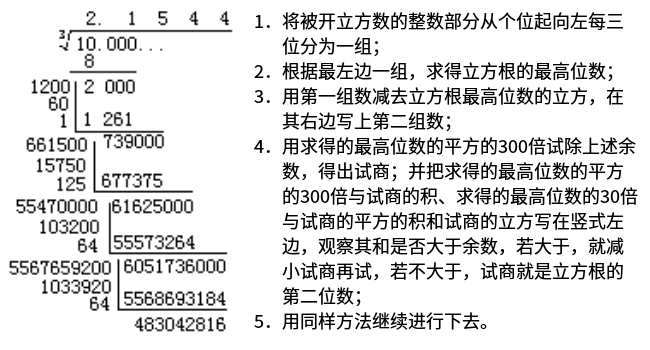 2. 1 5 4 4
3√10.000...
8
1200 2 000
60
1 1 261
661500 739000
15750
125 677375
55470000 61625000
103200
64 55573264
5567659200 6051736000
1033920
64 5568693184
483042816
1. 将被开立方数的整数部分从个位起向左每三
位分为一组；
2. 根据最左边一组，求得立方根的最高位数；
3. 用第一组数减去立方根最高位数的立方，在
其右边写上第二组数；
4. 用求得的最高位数的平方的300倍试除上述余
数，得出试商；并把求得的最高位数的平方
的300倍与试商的积、求得的最高位数的30倍
与试商的平方的积和试商的立方写在竖式左
边，观察其和是否大于余数，若大于，就减
小试商再试，若不大于，试商就是立方根的
第二位数；
5. 用同样方法继续进行下去。